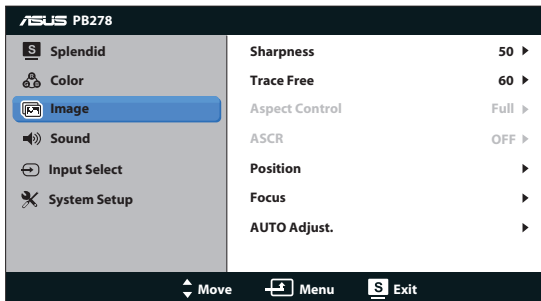 ASUS PB278
S Splendid
Color
Image
Sound
Input Select
System Setup
Sharpness 50
Trace Free 60
Aspect Control Full
ASCR OFF
Position
Focus
AUTO Adjust.
Move Menu S Exit